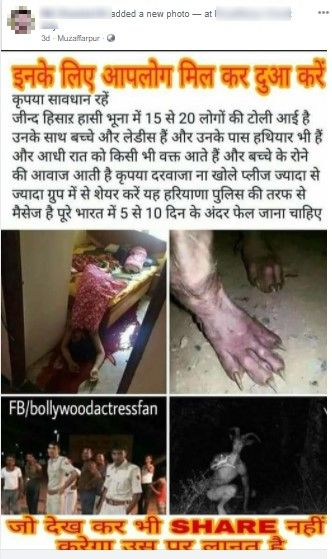 added a new photo — at
3d · Muzaffarpur ·
इनके लिए आपलोग मिल कर दुआ करें
कृपया सावधान रहें
जीन्द हिसार हासी भूना में 15 से 20 लोगों की टोली आई है
उनके साथ बच्चे और लेडीस हैं और उनके पास हथियार भी हैं
और आधी रात को किसी भी वक्त आते हैं और बच्चे के रोने
की आवाज आती है कृपया दरवाजा ना खोले प्लीज ज्यादा से
ज्यादा ग्रुप में से शेयर करें यह हरियाणा पुलिस की तरफ से
मैसेज है पूरे भारत में 5 से 10 दिन के अंदर फेल जाना चाहिए
FB/bollywoodactressfan
जो देख कर भी SHARE नहीं
करेगा उस पर लानत है